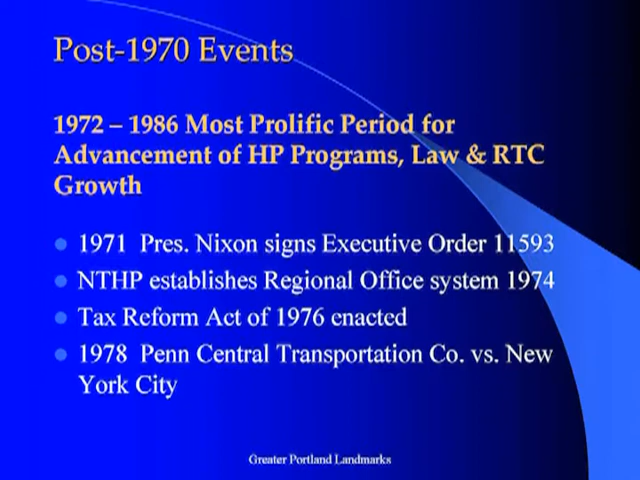 Post-1970 Events
1972 – 1986 Most Prolific Period for
Advancement of HP Programs, Law & RTC
Growth
1971  Pres. Nixon signs Executive Order 11593
NTHP establishes Regional Office system 1974
Tax Reform Act of 1976 enacted
1978  Penn Central Transportation Co. vs. New
York City
Greater Portland Landmarks